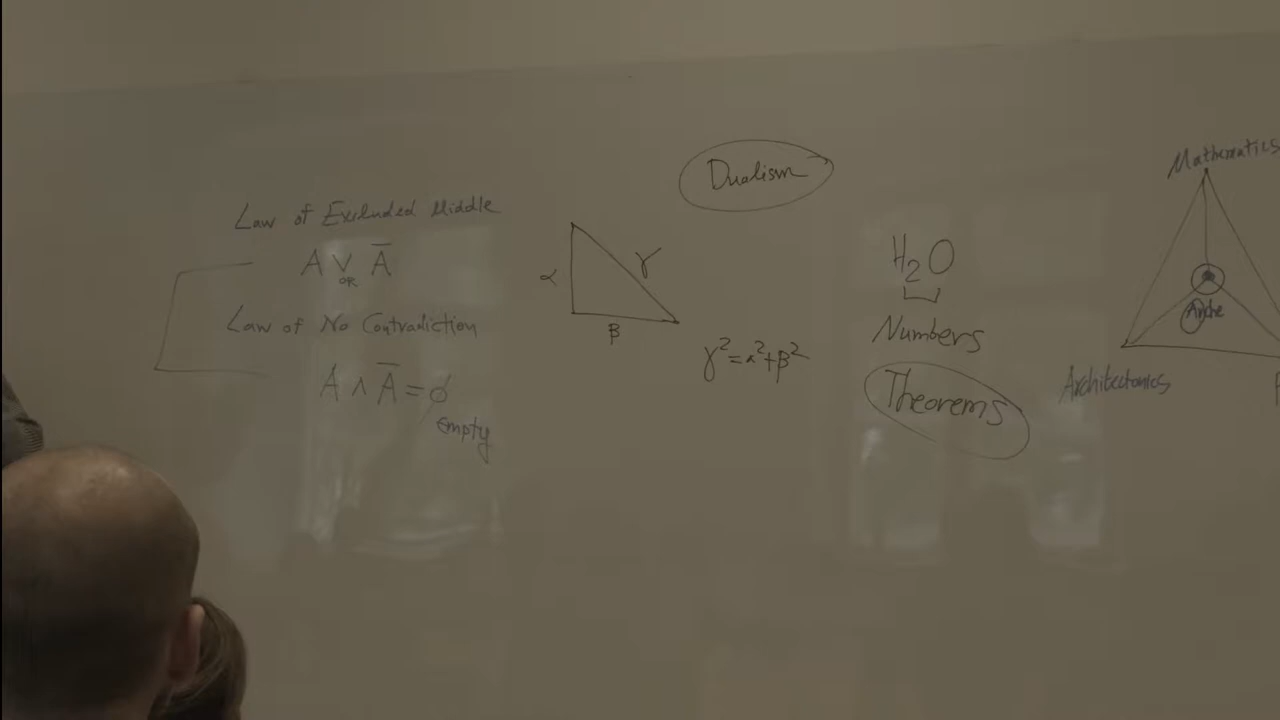 Dualism
Law of Excluded Middle
A ∨ Ā
OR
Law of No Contradiction
A ∧ Ā = ϕ
empty
α
γ
β
γ² = α² + β²
H₂O
Numbers
Theorems
Mathematics
Arche
Architectonics